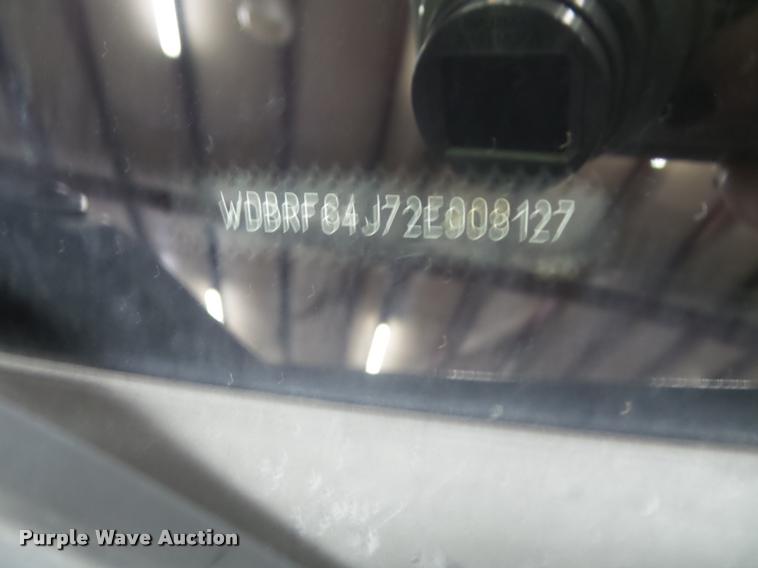 WDBRF64J72E008127
Purple Wave Auction